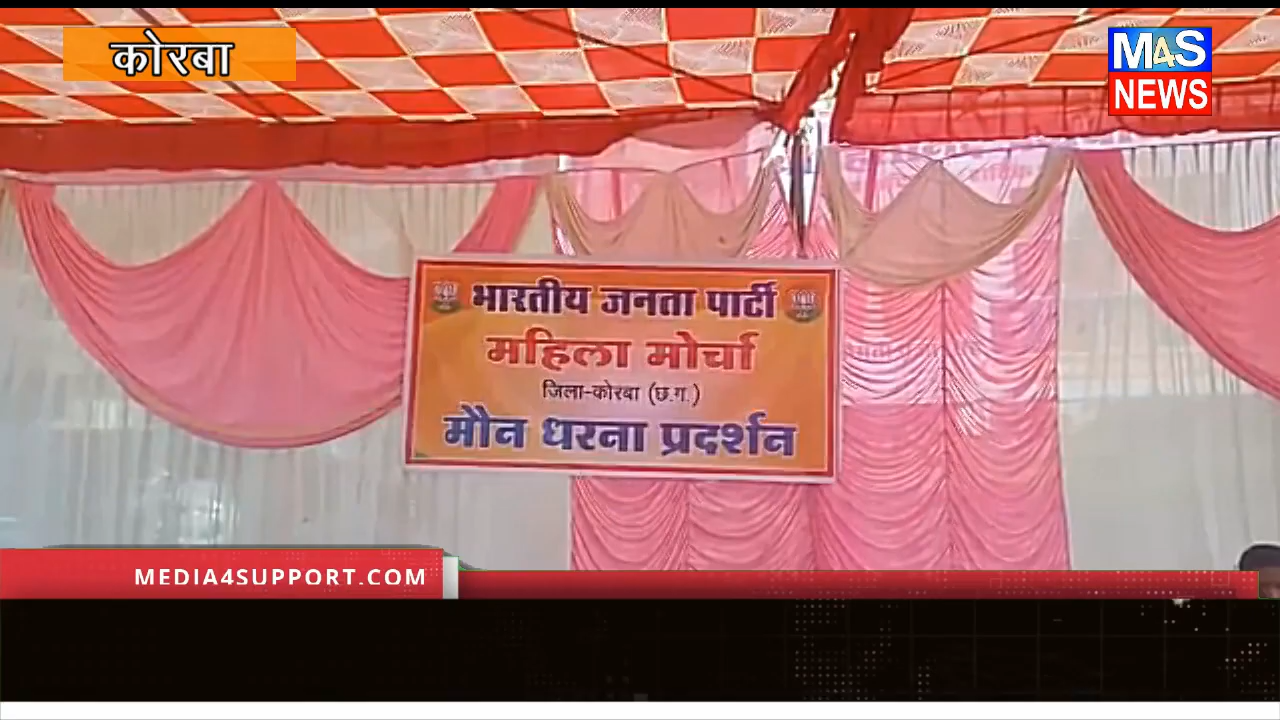 कोरबा
M4S
NEWS
भारतीय जनता पार्टी
महिला मोर्चा
जिला-कोरबा (छ.ग.)
मौन धरना प्रदर्शन
MEDIA4SUPPORT.COM